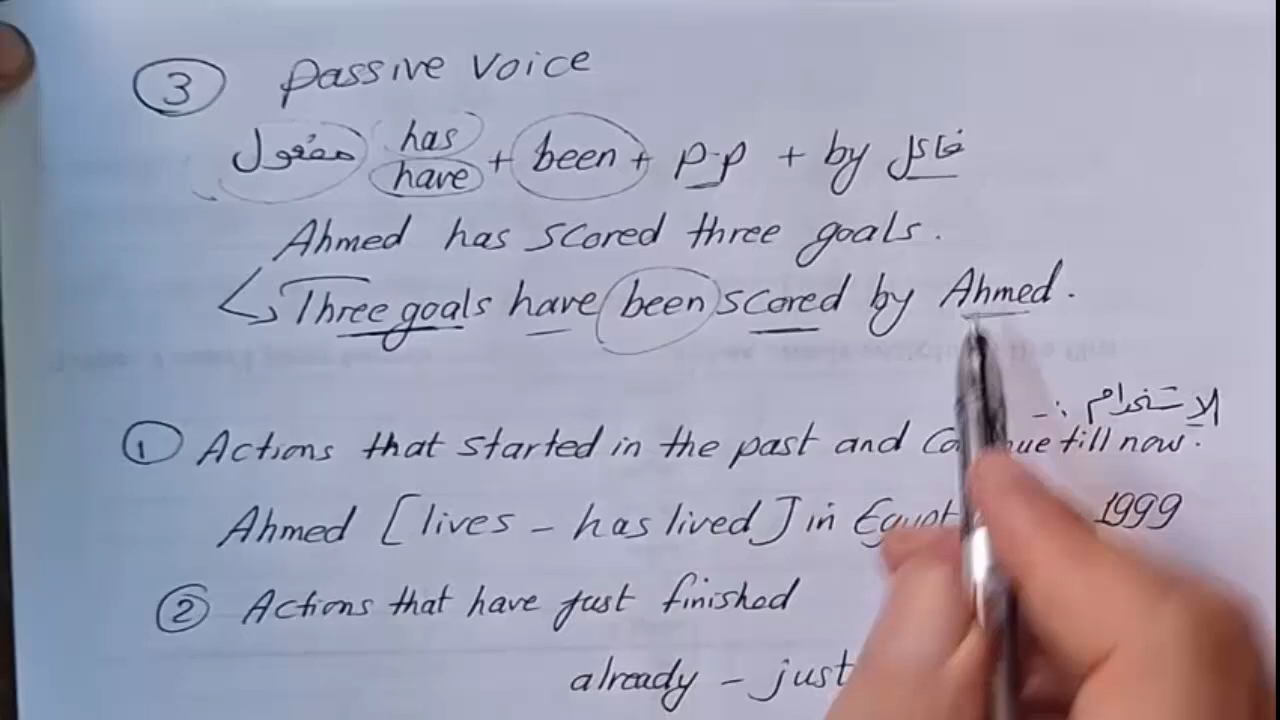 ③ Passive Voice
مفعول has/have + been + p.p + by فاعل
Ahmed has scored three goals.
Three goals have been scored by Ahmed.
الاستخدام :-
① Actions that started in the past and till now.
Ahmed [lives – has lived] in Egypt 1999
② Actions that have just finished
already – just